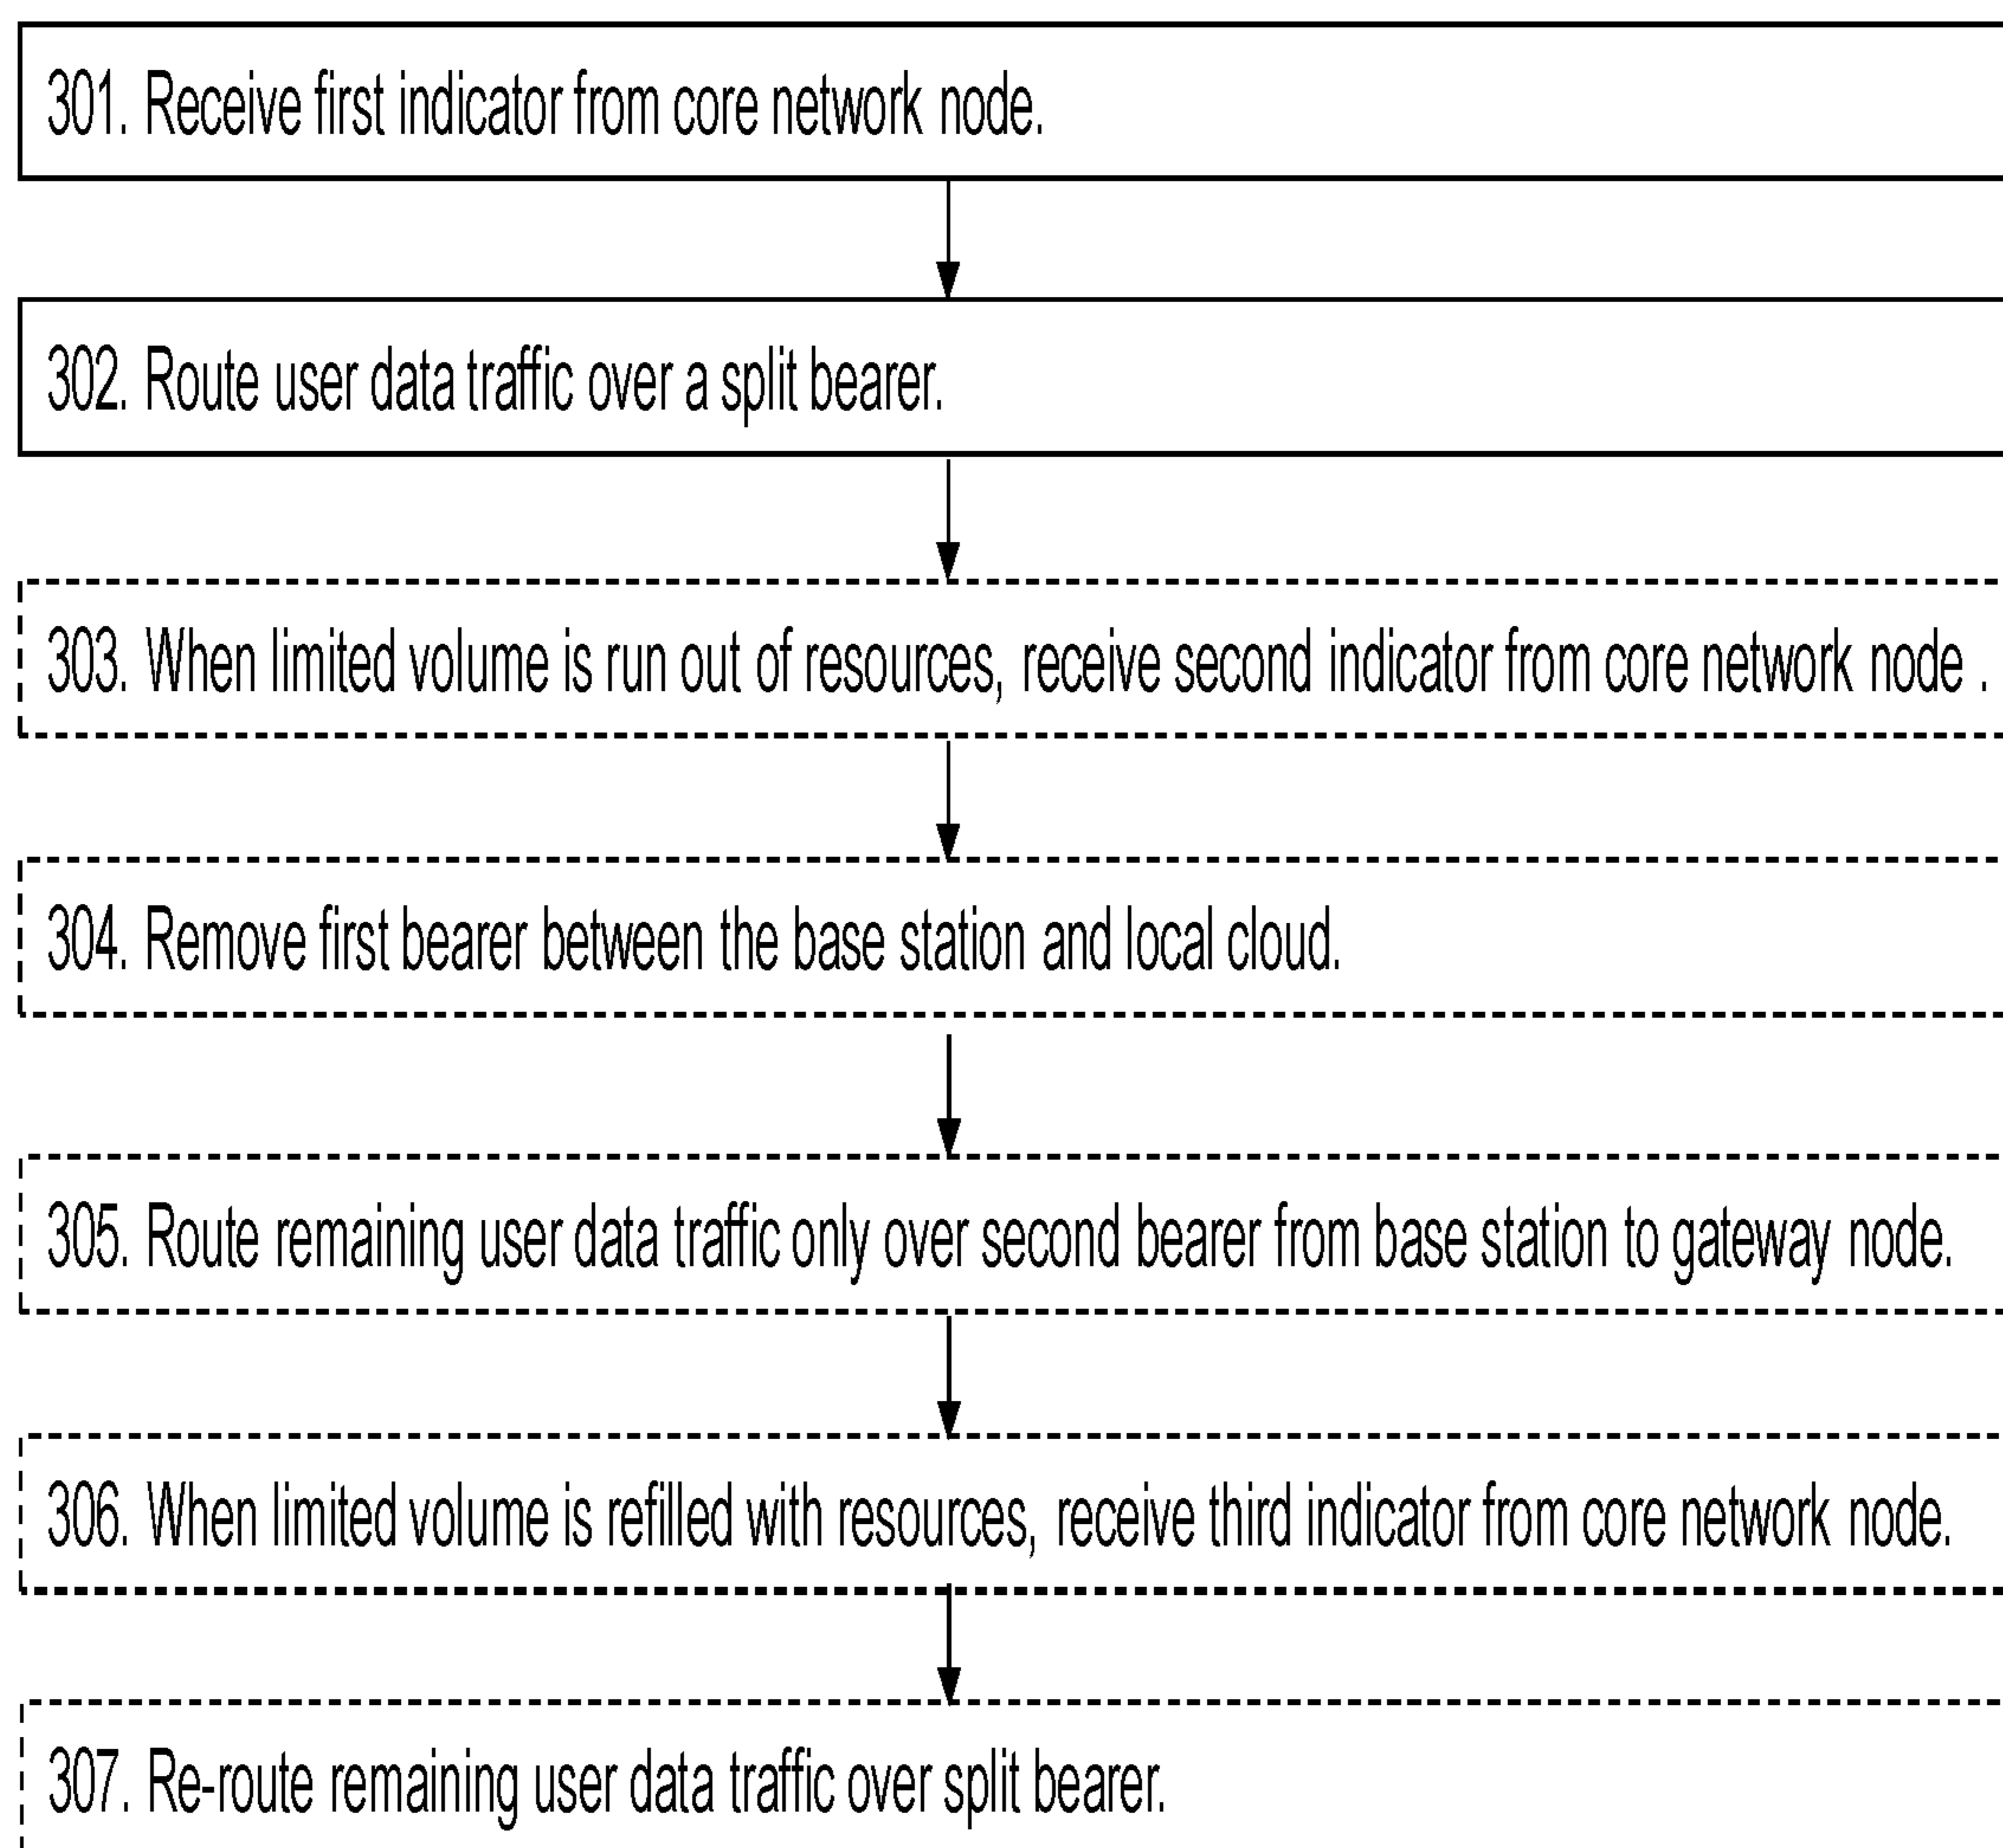 301. Receive first indicator from core network node.
302. Route user data traffic over a split bearer.
303. When limited volume is run out of resources, receive second indicator from core network node .
304. Remove first bearer between the base station and local cloud.
305. Route remaining user data traffic only over second bearer from base station to gateway node.
306. When limited volume is refilled with resources, receive third indicator from core network node.
307. Re-route remaining user data traffic over split bearer.